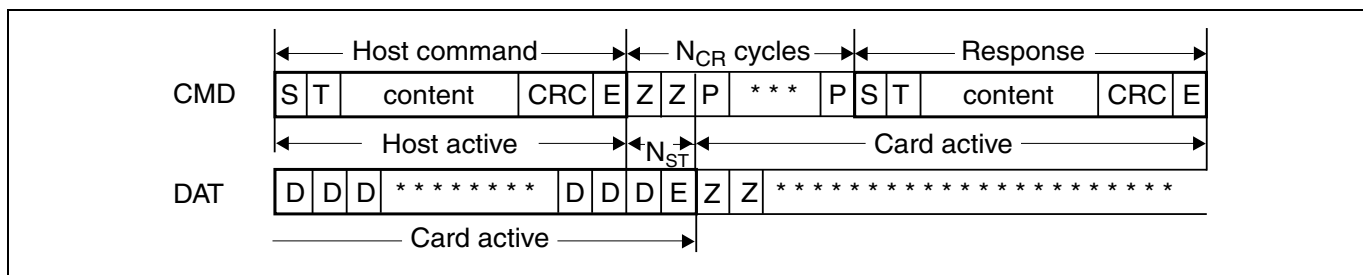 Host command N_CR cycles Response
CMD S T content CRC E Z Z P * * * P S T content CRC E
Host active N_ST Card active
DAT D D D * * * * * * * * D D D E Z Z * * * * * * * * * * * * * * * * * * * * * * *
Card active